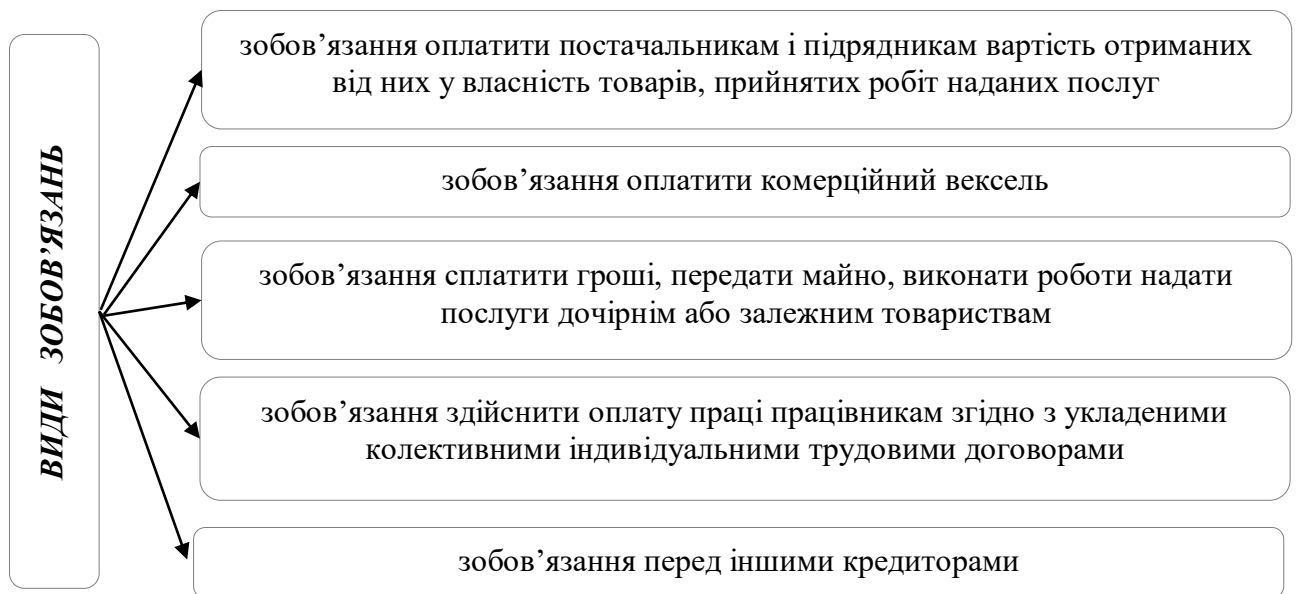 ВИДИ ЗОБОВ’ЯЗАНЬ
зобов’язання оплатити постачальникам і підрядникам вартість отриманих
від них у власність товарів, прийнятих робіт наданих послуг
зобов’язання оплатити комерційний вексель
зобов’язання сплатити гроші, передати майно, виконати роботи надати
послуги дочірнім або залежним товариствам
зобов’язання здійснити оплату праці працівникам згідно з укладеними
колективними індивідуальними трудовими договорами
зобов’язання перед іншими кредиторами